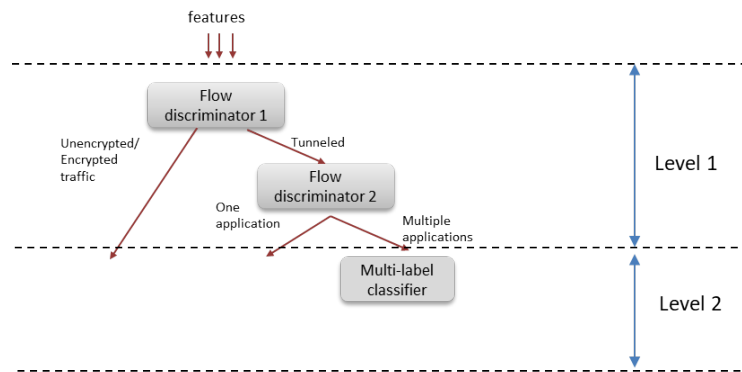 features
Flow
discriminator 1
Unencrypted/
Encrypted
traffic
Tunneled
Level 1
Flow
discriminator 2
One
application
Multiple
applications
Multi-label
classifier
Level 2